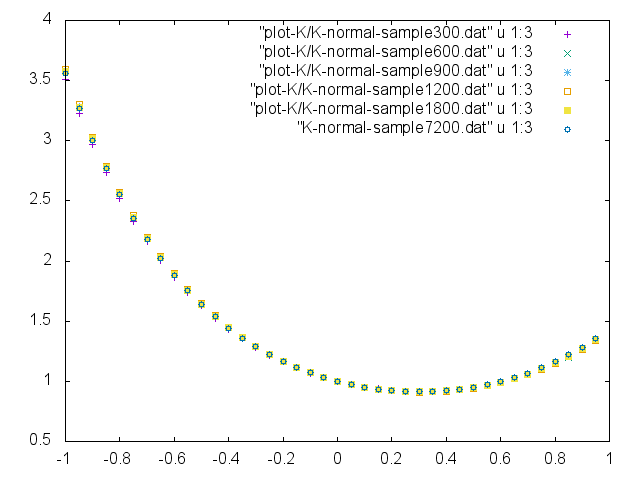 4
3.5
3
2.5
2
1.5
1
0.5
-1 -0.8 -0.6 -0.4 -0.2 0 0.2 0.4 0.6 0.8 1
"plot-K/K-normal-sample300.dat" u 1:3
"plot-K/K-normal-sample600.dat" u 1:3
"plot-K/K-normal-sample900.dat" u 1:3
"plot-K/K-normal-sample1200.dat" u 1:3
"plot-K/K-normal-sample1800.dat" u 1:3
"K-normal-sample7200.dat" u 1:3